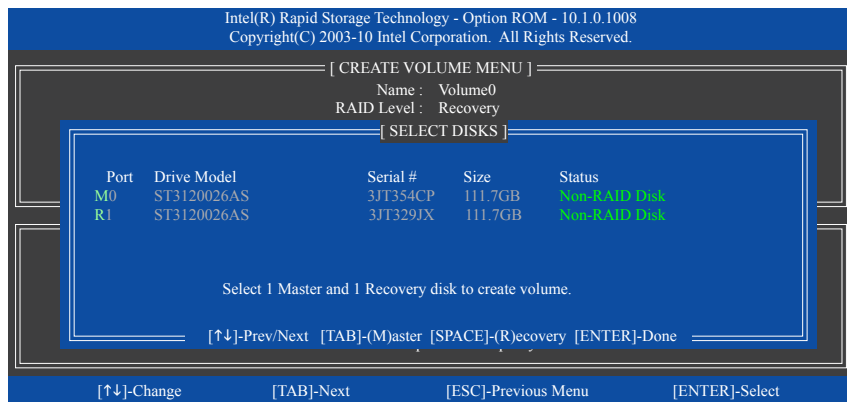 Intel(R) Rapid Storage Technology - Option ROM - 10.1.0.1008
Copyright(C) 2003-10 Intel Corporation.  All Rights Reserved.
[ CREATE VOLUME MENU ]
Name :   Volume0
RAID Level :   Recovery
[ SELECT DISKS ]
Port   Drive Model   Serial #   Size   Status
M0   ST3120026AS   3JT354CP   111.7GB   Non-RAID Disk
R1   ST3120026AS   3JT329JX   111.7GB   Non-RAID Disk
Select 1 Master and 1 Recovery disk to create volume.
[↑↓]-Prev/Next   [TAB]-(M)aster   [SPACE]-(R)ecovery   [ENTER]-Done
[↑↓]-Change   [TAB]-Next   [ESC]-Previous Menu   [ENTER]-Select